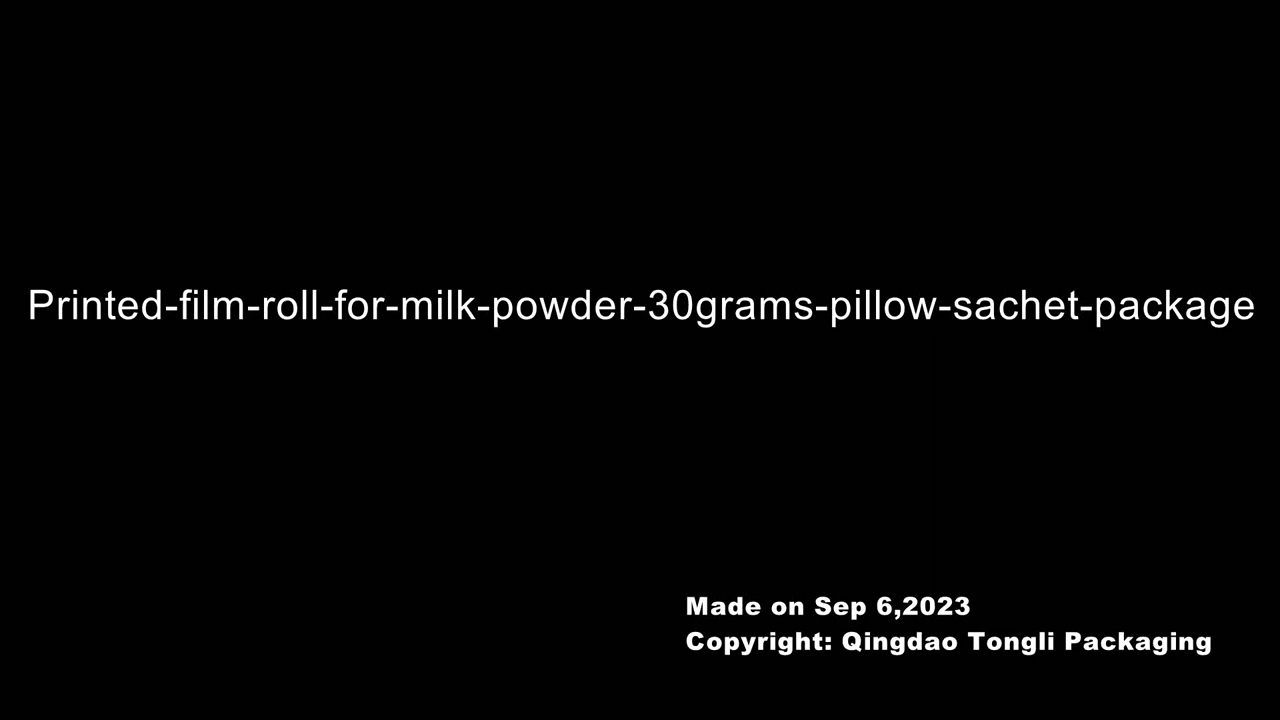 Printed-film-roll-for-milk-powder-30grams-pillow-sachet-package
Made on Sep 6,2023
Copyright: Qingdao Tongli Packaging